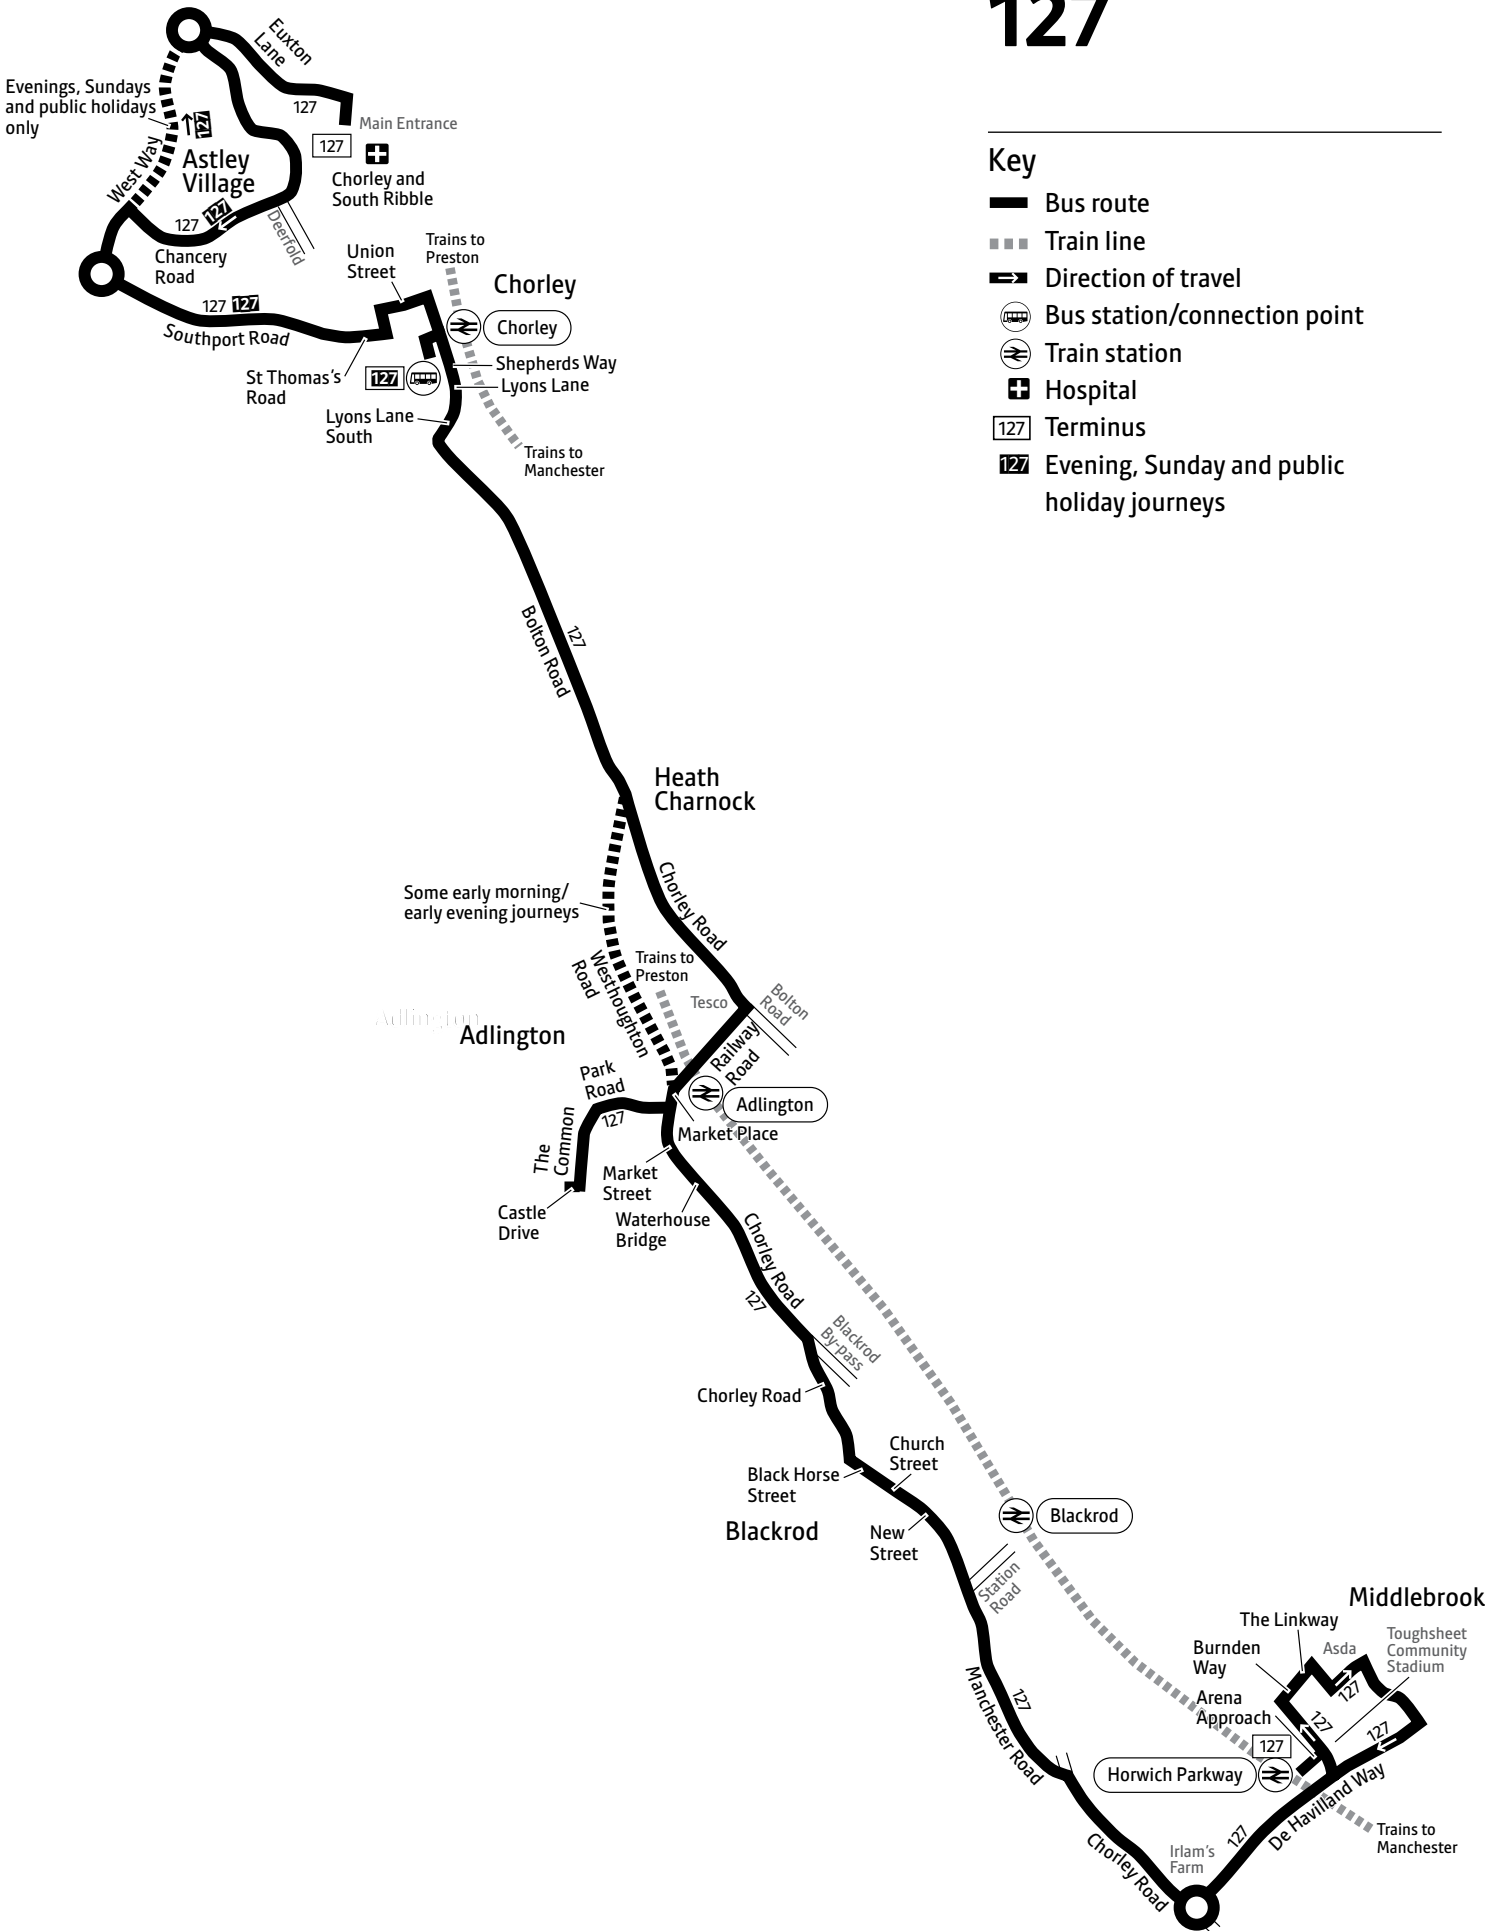 127
Key
Bus route
Train line
Direction of travel
Bus station/connection point
Train station
Hospital
127 Terminus
127 Evening, Sunday and public
holiday journeys
Euxton
Lane
127
Evenings, Sundays
and public holidays
only
127
Main Entrance
127
Astley
Village
West Way
Chorley and
South Ribble
127 127
Deerfold
Chancery
Road
Union
Street
Trains to
Preston
Chorley
127 127
Southport Road
Chorley
Shepherds Way
St Thomas's
Road
127
Lyons Lane
Lyons Lane
South
Trains to
Manchester
Bolton Road
127
Heath
Charnock
Some early morning/
early evening journeys
Chorley Road
Westhoughton
Road
Trains to
Preston
Tesco
Bolton
Road
Adlington
Adlington
Railway
Road
Park
Road
127
Adlington
The
Common
Market Place
Market
Street
Castle
Drive
Waterhouse
Bridge
Chorley Road
127
Blackrod
By-pass
Chorley Road
Church
Street
Black Horse
Street
Blackrod
New
Street
Blackrod
Station
Road
Middlebrook
The Linkway
Burnden
Way
Asda
Toughsheet
Community
Stadium
127
Arena
Approach
127
127
127
Manchester Road
127
Horwich Parkway
De Havilland Way
127
Trains to
Manchester
Irlam's
Farm
Chorley Road